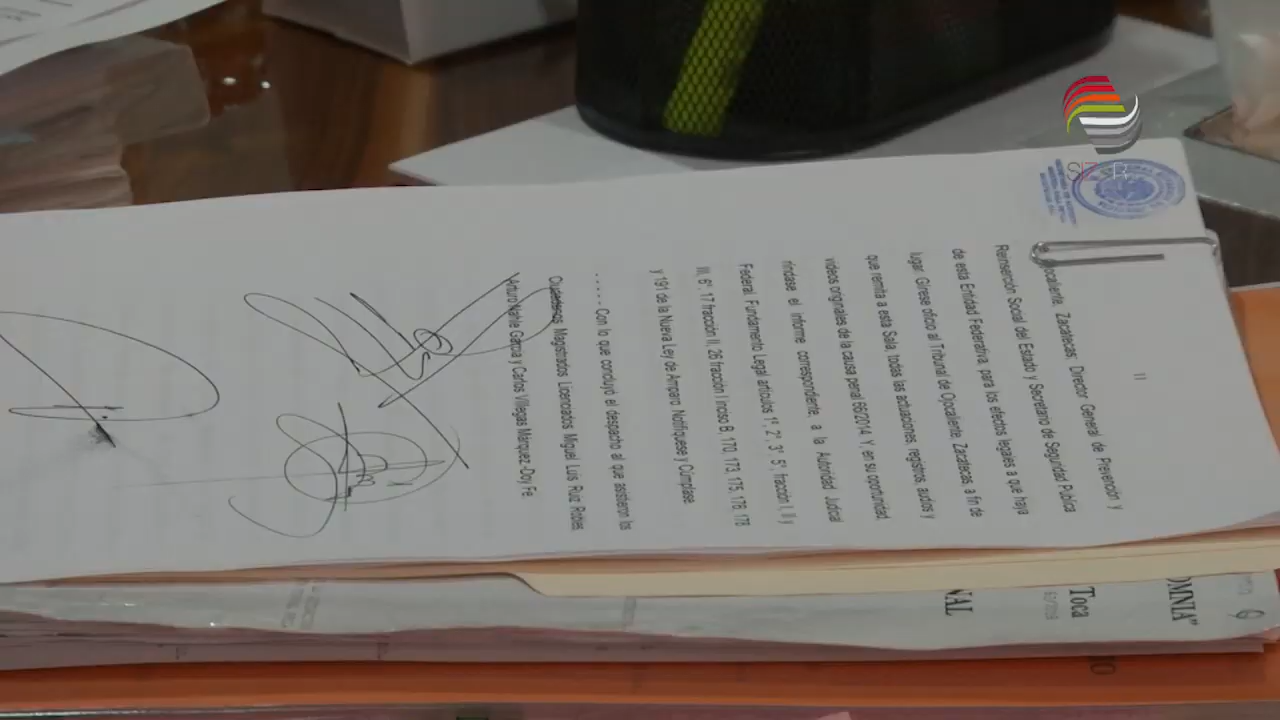 11
Ojocaliente, Zacatecas; Director General de Prevención y
Reinserción Social del Estado y Secretario de Seguridad Pública
de esta Entidad Federativa, para los efectos legales a que haya
lugar. Gírese oficio al Tribunal de Ojocaliente, Zacatecas, a fin de
que remita a esta Sala, todas las actuaciones, registros, audios y
videos originales de la causa penal 66/2014. Y, en su oportunidad,
ríndase el informe correspondiente, a la Autoridad Judicial
Federal. Fundamento Legal artículos 1°, 2°, 3°, 5°, fracción I, II y
III, 6°, 17 fracción II, 26 fracción I inciso B, 170, 173, 175, 176, 178
y 191 de la Nueva Ley de Amparo. Notifíquese y Cúmplase.
- - - - - Con lo que concluyó el despacho al que asistieron los
Ciudadanos Magistrados Licenciados Miguel Luis Ruiz Robles,
Arturo Nahle García y Carlos Villegas Márquez.-Doy Fe.
OMNIA"
Toca
NAL